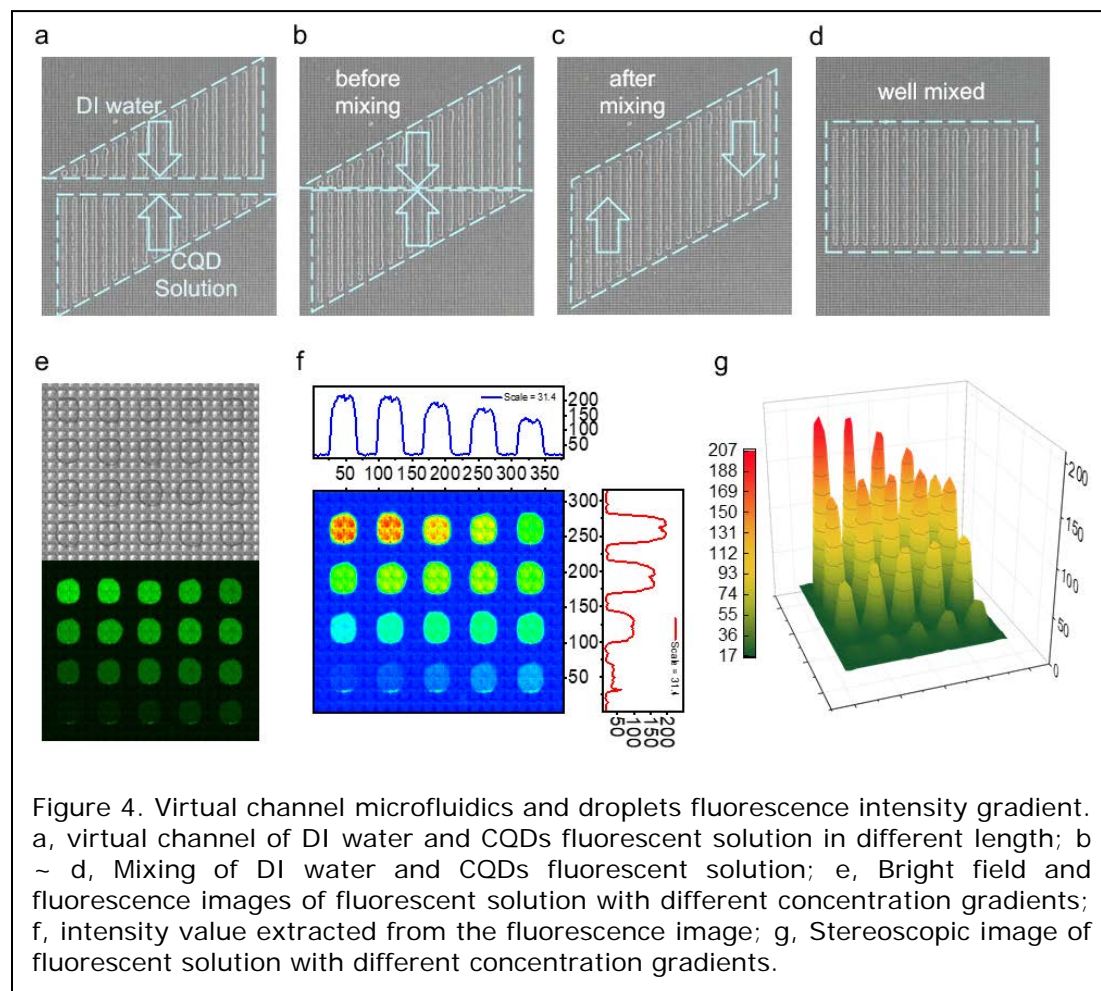 a
b
c
d
DI water
CQD
Solution
before
mixing
after
mixing
well mixed
e
f
g
Scale = 31.4
200
150
100
50
50 100 150 200 250 300 350
300
250
200
150
100
50
Scale = 31.4
50
100
150
200
207
188
169
150
131
112
93
74
55
36
17
200
150
100
50
0
Figure 4. Virtual channel microfluidics and droplets fluorescence intensity gradient.
a, virtual channel of DI water and CQDs fluorescent solution in different length; b
~ d, Mixing of DI water and CQDs fluorescent solution; e, Bright field and
fluorescence images of fluorescent solution with different concentration gradients;
f, intensity value extracted from the fluorescence image; g, Stereoscopic image of
fluorescent solution with different concentration gradients.